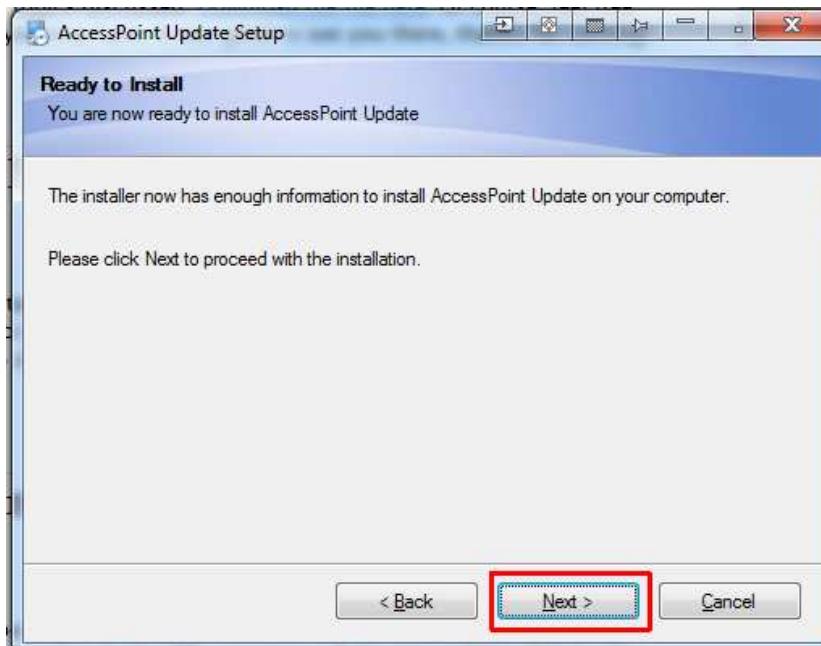 AccessPoint Update Setup
Ready to Install
You are now ready to install AccessPoint Update
The installer now has enough information to install AccessPoint Update on your computer.
Please click Next to proceed with the installation.
< Back
Next >
Cancel